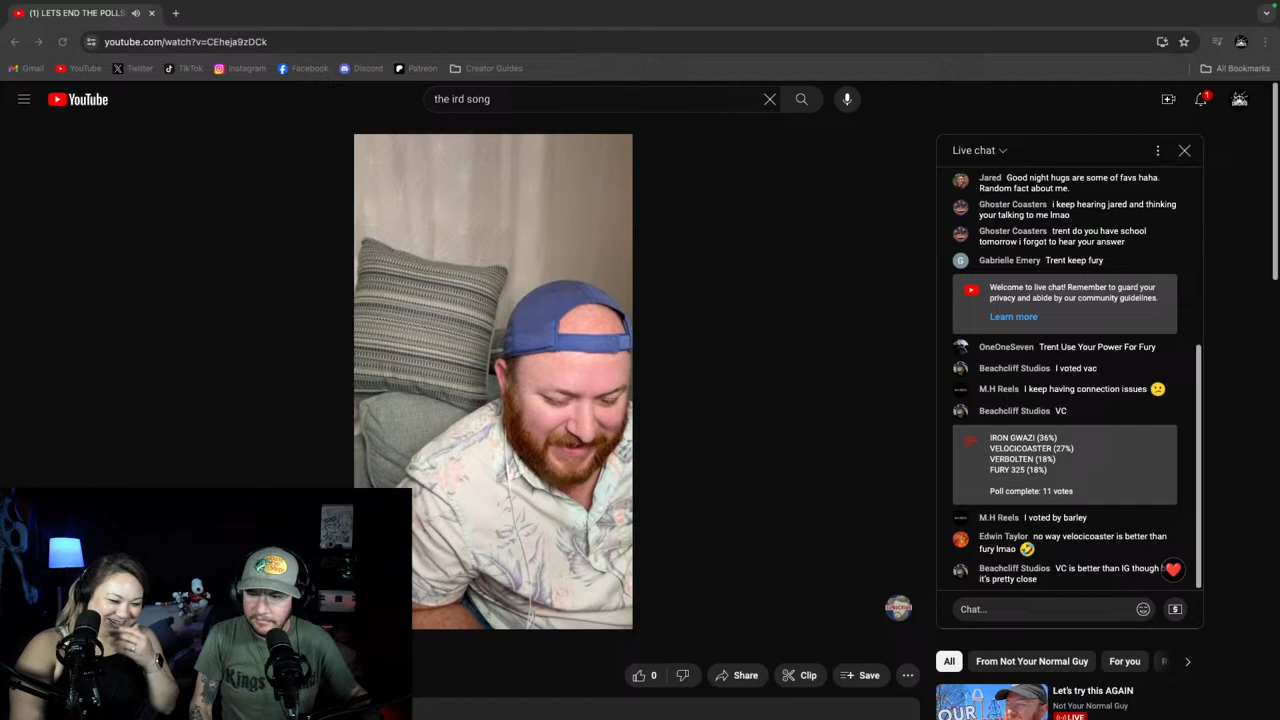 (1) LETS END THE POLLS
youtube.com/watch?v=CEheja9zDCk
Gmail
YouTube
Twitter
TikTok
Instagram
Facebook
Discord
Patreon
Creator Guides
All Bookmarks
YouTube
the ird song
1
Live chat
Jared Good night hugs are some of favs haha.
Random fact about me.
Ghoster Coasters i keep hearing jared and thinking
your talking to me lmao
Ghoster Coasters trent do you have school
tomorrow i forgot to hear your answer
G Gabrielle Emery Trent keep fury
Welcome to live chat! Remember to guard your
privacy and abide by our community guidelines.
Learn more
OneOneSeven Trent Use Your Power For Fury
Beachcliff Studios I voted vac
M.H Reels I keep having connection issues
Beachcliff Studios VC
IRON GWAZI (36%)
VELOCICOASTER (27%)
VERBOLTEN (18%)
FURY 325 (18%)
Poll complete: 11 votes
M.H Reels I voted by barley
Edwin Taylor no way velocicoaster is better than
fury lmao
Beachcliff Studios VC is better than IG though
it's pretty close
Chat...
SUBSCRIBE
0
Share
Clip
Save
All
From Not Your Normal Guy
For you
Let's try this AGAIN
Not Your Normal Guy
LIVE
OUR
Bass Pro Shops
Kings